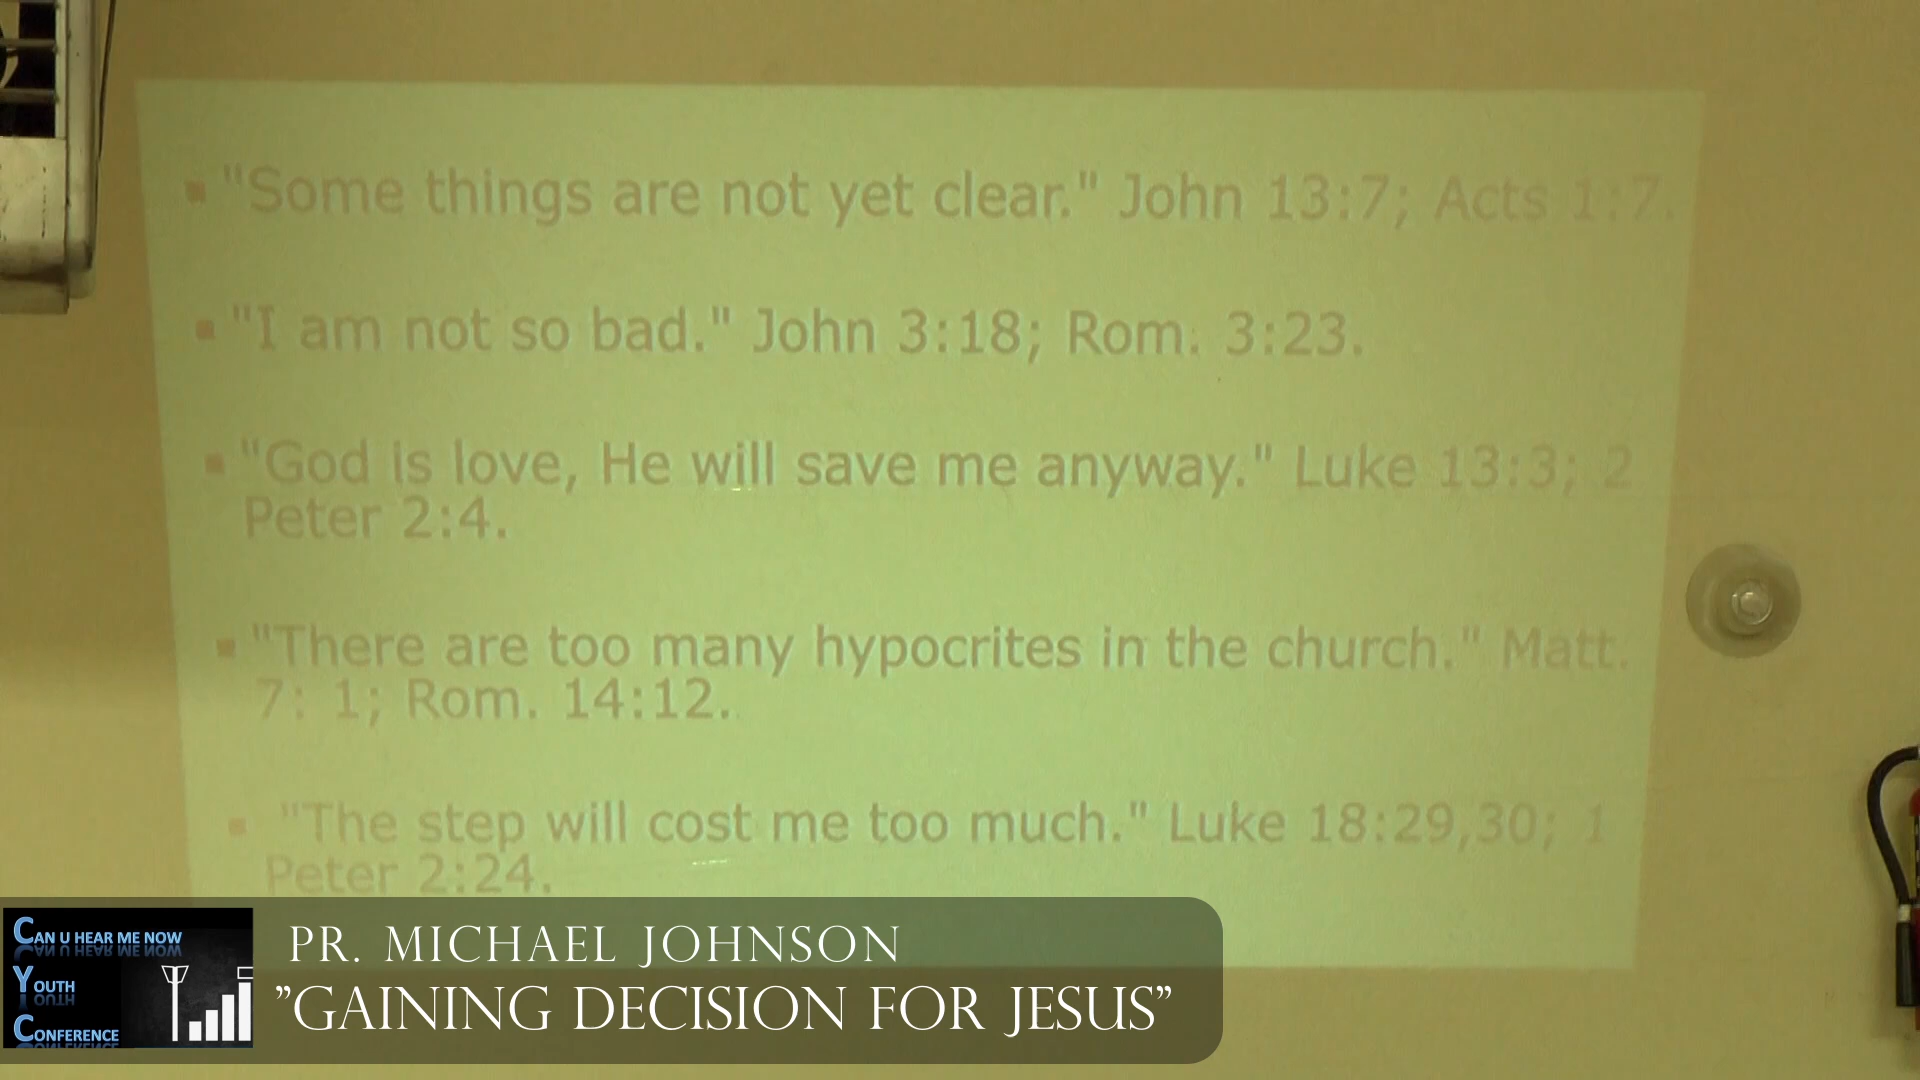 ▪ "Some things are not yet clear." John 13:7; Acts 1:7.
▪ "I am not so bad." John 3:18; Rom. 3:23.
▪ "God is love, He will save me anyway." Luke 13:3; 2
Peter 2:4.
▪ "There are too many hypocrites in the church." Matt.
7: 1; Rom. 14:12.
▪ "The step will cost me too much." Luke 18:29,30; 1
Peter 2:24.
CAN U HEAR ME NOW
YOUTH
CONFERENCE
PR. MICHAEL JOHNSON
"GAINING DECISION FOR JESUS"